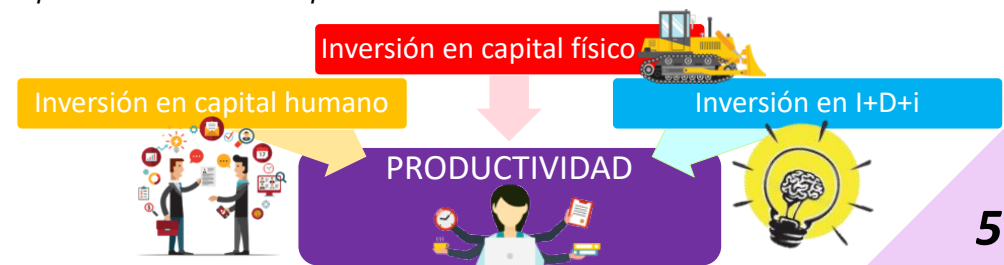 Inversión en capital físico
Inversión en capital humano
Inversión en I+D+i
PRODUCTIVIDAD
5